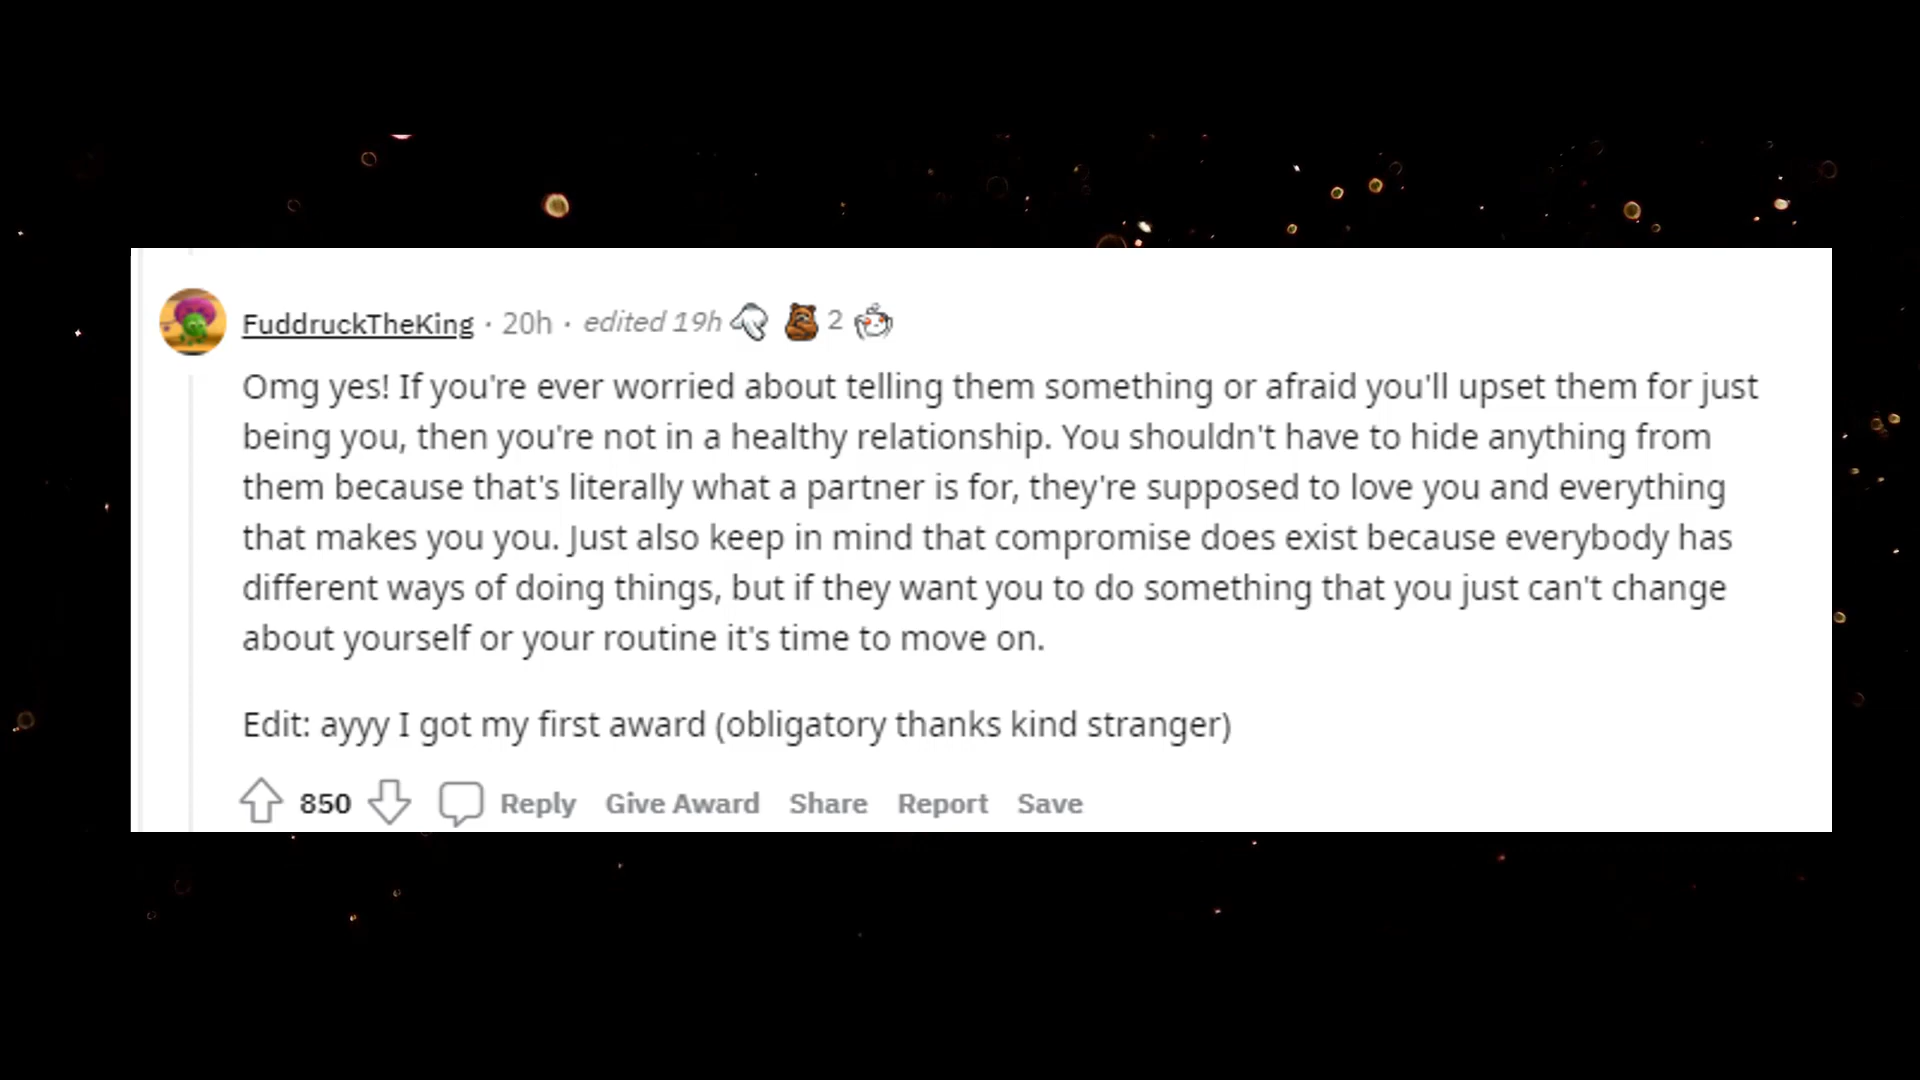 FuddruckTheKing · 20h · edited 19h 2
Omg yes! If you're ever worried about telling them something or afraid you'll upset them for just
being you, then you're not in a healthy relationship. You shouldn't have to hide anything from
them because that's literally what a partner is for, they're supposed to love you and everything
that makes you you. Just also keep in mind that compromise does exist because everybody has
different ways of doing things, but if they want you to do something that you just can't change
about yourself or your routine it's time to move on.
Edit: ayyy I got my first award (obligatory thanks kind stranger)
850 Reply Give Award Share Report Save